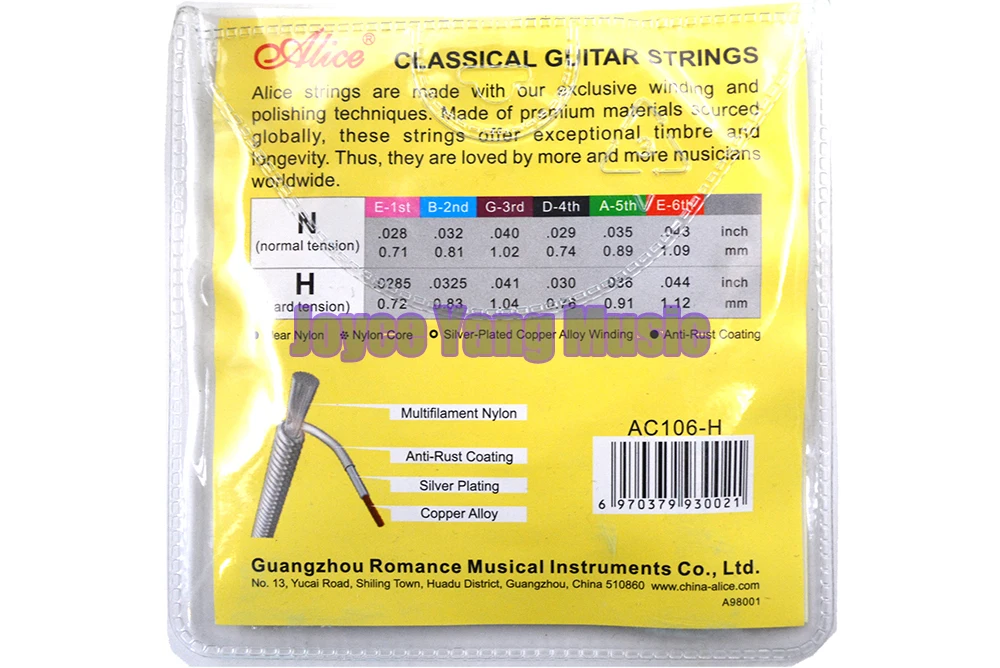 Alice®
CLASSICAL GUITAR STRINGS
Alice strings are made with our exclusive winding and
polishing techniques. Made of premium materials sourced
globally, these strings offer exceptional timbre and
longevity. Thus, they are loved by more and more musicians
worldwide.
E-1st B-2nd G-3rd D-4th A-5th E-6th
N .028 .032 .040 .029 .035 .043 inch
(normal tension) 0.71 0.81 1.02 0.74 0.89 1.09 mm
H .0285 .0325 .041 .030 .036 .044 inch
ard tension) 0.72 0.83 1.04 0.76 0.91 1.12 mm
Nylon Nylon Core Silver-Plated Copper Alloy Winding Anti-Rust Coating
Joyce Yang Music
Multifilament Nylon
Anti-Rust Coating
Silver Plating
Copper Alloy
AC106-H
6 970379 930021
Guangzhou Romance Musical Instruments Co., Ltd.
No. 13, Yucai Road, Shiling Town, Huadu District, Guangzhou, China 510860 www.china-alice.com
A98001